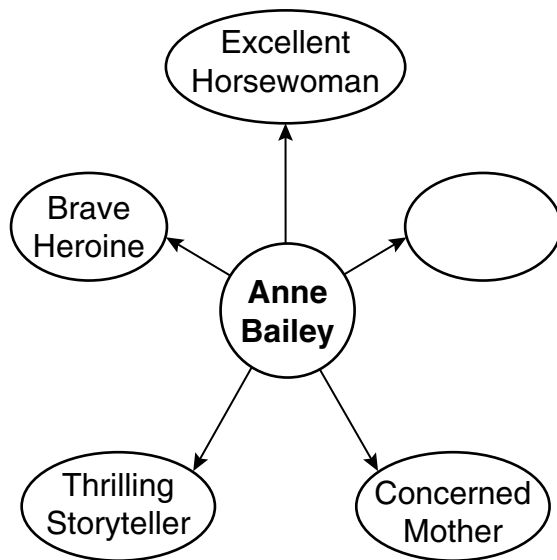 Excellent
Horsewoman
Brave
Heroine
Anne
Bailey
Thrilling
Storyteller
Concerned
Mother